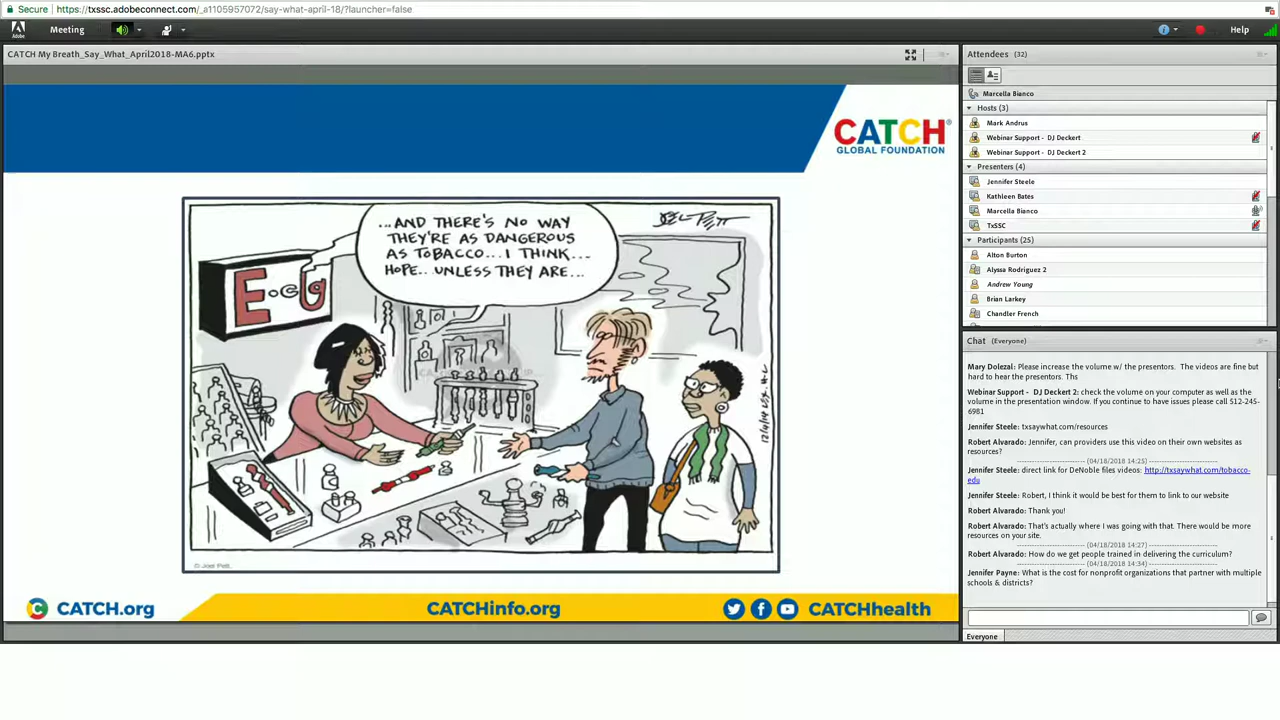 Secure
https://txssc.adobeconnect.com/_a1105957072/say-what-april-18/?launcher=false
Adobe
Meeting
Help
CATCH My Breath_Say_What_April2018-MA6.pptx
CATCH®
GLOBAL FOUNDATION
...AND THERE'S NO WAY
THEY'RE AS DANGEROUS
AS TOBACCO...I THINK...
HOPE...UNLESS THEY ARE...
E-cig
© Joel Pett.
C CATCH.org
CATCHinfo.org
CATCHhealth
Attendees (32)
Marcella Bianco
Hosts (3)
Mark Andrus
Webinar Support - DJ Deckert
Webinar Support - DJ Deckert 2
Presenters (4)
Jennifer Steele
Kathleen Bates
Marcella Bianco
TxSSC
Participants (25)
Alton Burton
Alyssa Rodriguez 2
Andrew Young
Brian Larkey
Chandler French
Chat (Everyone)
Mary Dolezal: Please increase the volume w/ the presentors. The videos are fine but
hard to hear the presentors. Ths
Webinar Support - DJ Deckert 2: check the volume on your computer as well as the
volume in the presentation window. If you continue to have issues please call 512-245-
6981
Jennifer Steele: txsaywhat.com/resources
Robert Alvarado: Jennifer, can providers use this video on their own websites as
resources?
(04/18/2018 14:25)
Jennifer Steele: direct link for DeNoble files videos: http://txsaywhat.com/tobacco-
edu
Jennifer Steele: Robert, I think it would be best for them to link to our website
Robert Alvarado: Thank you!
Robert Alvarado: That's actually where I was going with that. There would be more
resources on your site.
(04/18/2018 14:27)
Robert Alvarado: How do we get people trained in delivering the curriculum?
(04/18/2018 14:34)
Jennifer Payne: What is the cost for nonprofit organizations that partner with multiple
schools & districts?
Everyone